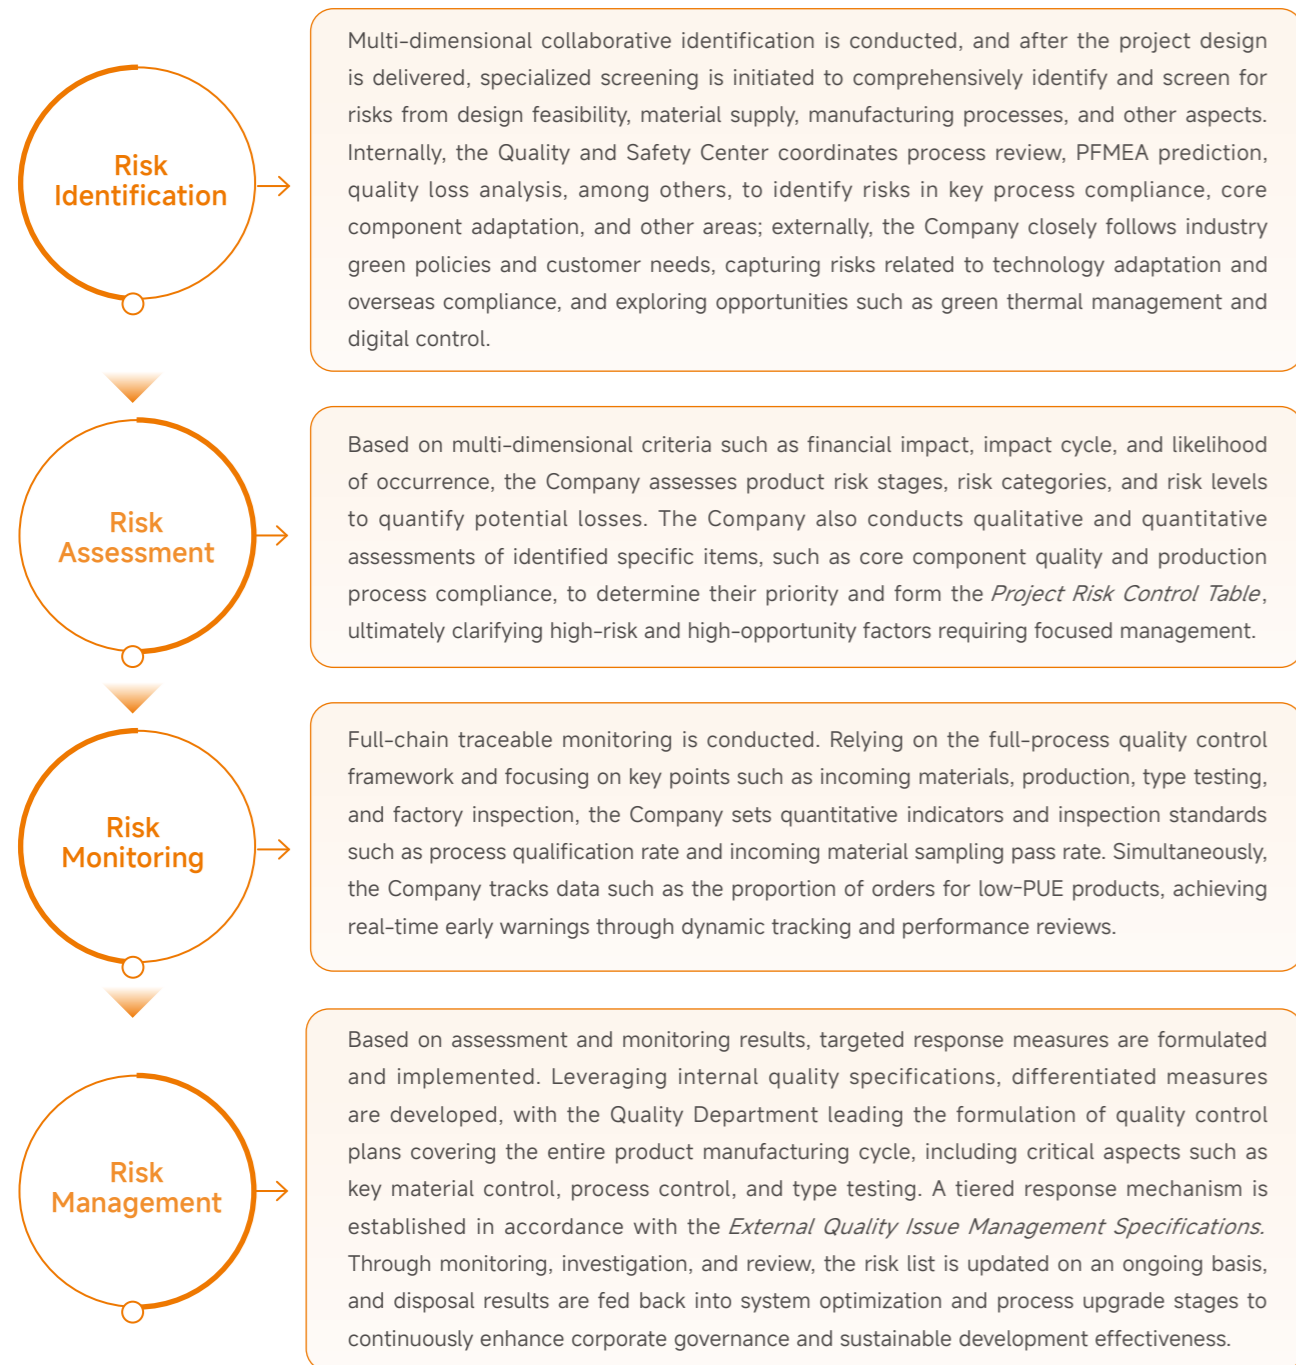 Risk
Identification
Multi-dimensional collaborative identification is conducted, and after the project design
is delivered, specialized screening is initiated to comprehensively identify and screen for
risks from design feasibility, material supply, manufacturing processes, and other aspects.
Internally, the Quality and Safety Center coordinates process review, PFMEA prediction,
quality loss analysis, among others, to identify risks in key process compliance, core
component adaptation, and other areas; externally, the Company closely follows industry
green policies and customer needs, capturing risks related to technology adaptation and
overseas compliance, and exploring opportunities such as green thermal management and
digital control.
Risk
Assessment
Based on multi-dimensional criteria such as financial impact, impact cycle, and likelihood
of occurrence, the Company assesses product risk stages, risk categories, and risk levels
to quantify potential losses. The Company also conducts qualitative and quantitative
assessments of identified specific items, such as core component quality and production
process compliance, to determine their priority and form the Project Risk Control Table,
ultimately clarifying high-risk and high-opportunity factors requiring focused management.
Risk
Monitoring
Full-chain traceable monitoring is conducted. Relying on the full-process quality control
framework and focusing on key points such as incoming materials, production, type testing,
and factory inspection, the Company sets quantitative indicators and inspection standards
such as process qualification rate and incoming material sampling pass rate. Simultaneously,
the Company tracks data such as the proportion of orders for low-PUE products, achieving
real-time early warnings through dynamic tracking and performance reviews.
Risk
Management
Based on assessment and monitoring results, targeted response measures are formulated
and implemented. Leveraging internal quality specifications, differentiated measures
are developed, with the Quality Department leading the formulation of quality control
plans covering the entire product manufacturing cycle, including critical aspects such as
key material control, process control, and type testing. A tiered response mechanism is
established in accordance with the External Quality Issue Management Specifications.
Through monitoring, investigation, and review, the risk list is updated on an ongoing basis,
and disposal results are fed back into system optimization and process upgrade stages to
continuously enhance corporate governance and sustainable development effectiveness.